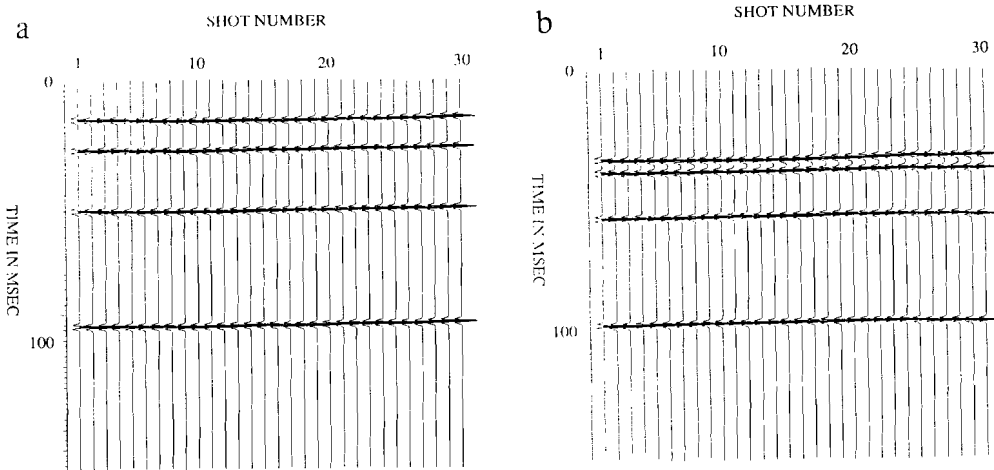 a
SHOT NUMBER
1 10 20 30
0
TIME IN MSEC
100
b
SHOT NUMBER
1 10 20 30
0
TIME IN MSEC
100